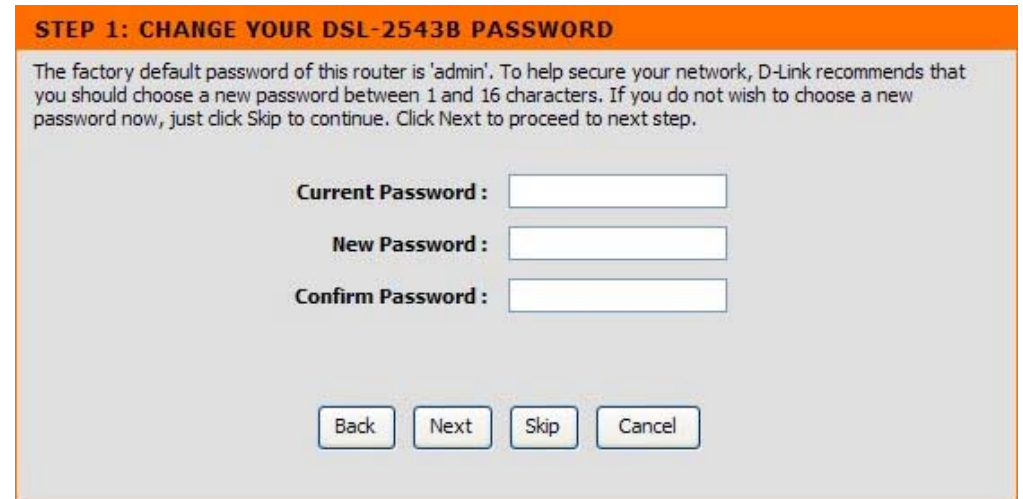 STEP 1: CHANGE YOUR DSL-2543B PASSWORD
The factory default password of this router is 'admin'. To help secure your network, D-Link recommends that
you should choose a new password between 1 and 16 characters. If you do not wish to choose a new
password now, just click Skip to continue. Click Next to proceed to next step.
Current Password :
New Password :
Confirm Password :
Back Next Skip Cancel